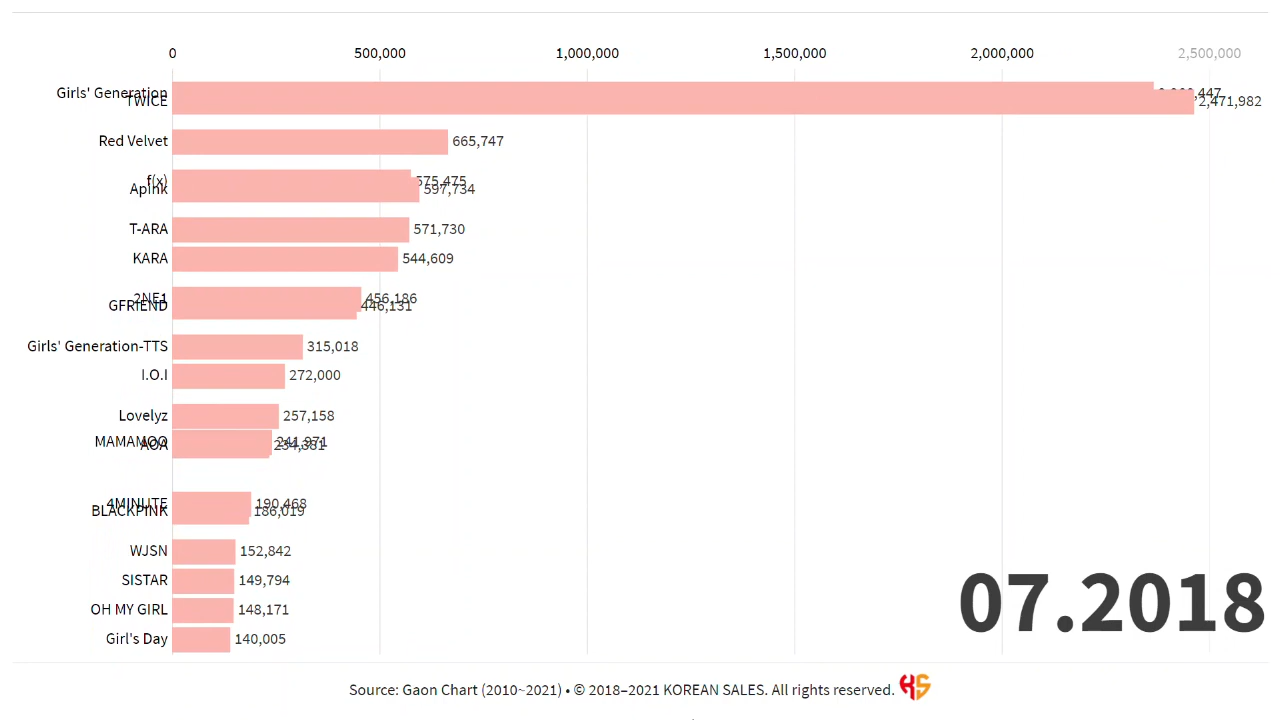 0 500,000 1,000,000 1,500,000 2,000,000 2,500,000
Girls' Generation
TWICE 2,471,982
Red Velvet 665,747
f(x) 575,475
Apink 597,734
T-ARA 571,730
KARA 544,609
2NE1 456,186
GFRIEND 446,131
Girls' Generation-TTS 315,018
I.O.I 272,000
Lovelyz 257,158
MAMAMOO
AOA
4MINUTE 190,468
BLACKPINK 186,019
WJSN 152,842
SISTAR 149,794
OH MY GIRL 148,171
Girl's Day 140,005
07.2018
Source: Gaon Chart (2010~2021) • © 2018–2021 KOREAN SALES. All rights reserved. KS